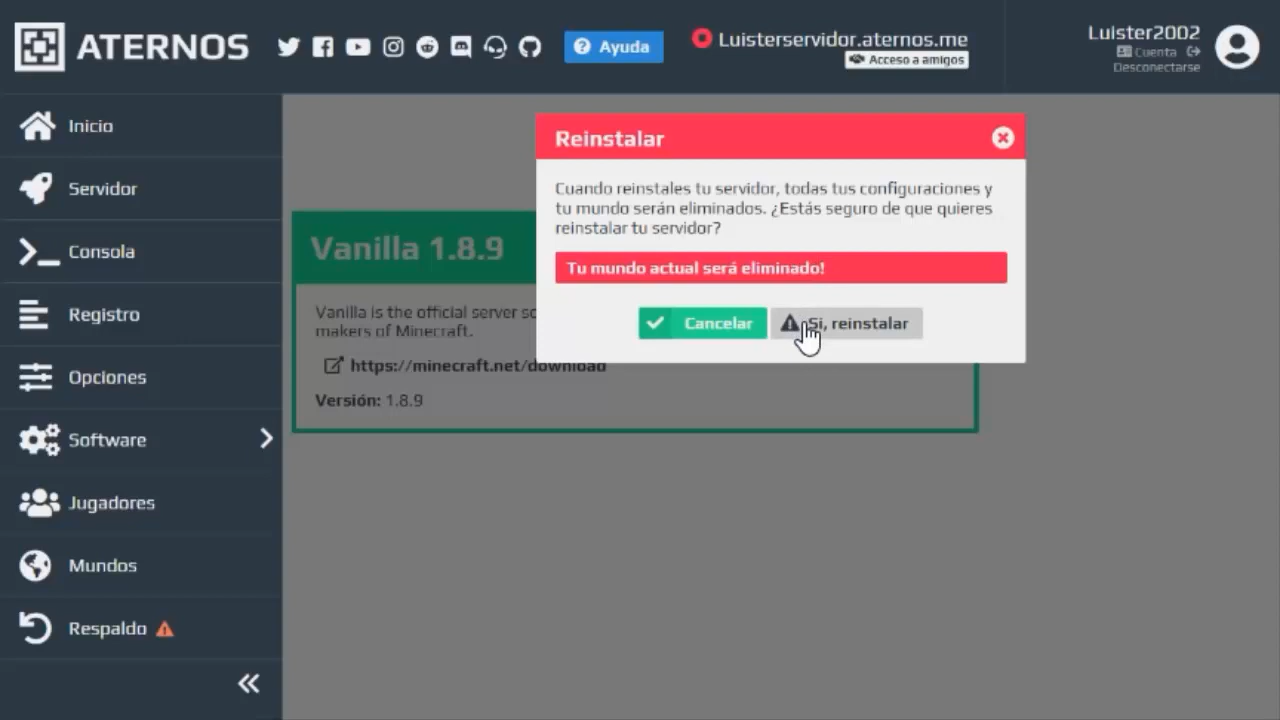 ATERNOS
Ayuda
Luisterservidor.aternos.me
Acceso a amigos
Luister2002
Cuenta
Desconectarse
Inicio
Servidor
Consola
Registro
Opciones
Software
Jugadores
Mundos
Respaldo
Reinstalar
Cuando reinstales tu servidor, todas tus configuraciones y
tu mundo serán eliminados. ¿Estás seguro de que quieres
reinstalar tu servidor?
Tu mundo actual será eliminado!
Cancelar
Si, reinstalar
Vanilla 1.8.9
Vanilla is the official server so
makers of Minecraft.
https://minecraft.net/download
Versión: 1.8.9